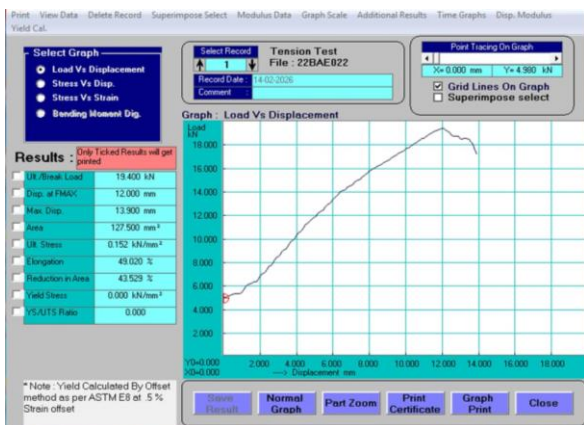 Print View Data Delete Record Superimpose Select Modulus Data Graph Scale Additional Results Time Graphs Disp. Modulus
Yield Cal.
Select Graph
Load Vs Displacement
Stress Vs Disp.
Stress Vs Strain
Bending Moment Dig.
Select Record
1
Tension Test
File : 22BAE022
Record Date : 14-02-2026
Comment :
Point Tracing On Graph
X= 0.000 mm Y= 4.980 kN
Grid Lines On Graph
Superimpose select
Graph : Load Vs Displacement
Results : Only Ticked Results will get
printed
Ult./Break Load 19.400 kN
Disp. at FMAX 12.000 mm
Max. Disp. 13.900 mm
Area 127.500 mm²
Ult. Stress 0.152 kN/mm²
Elongation 49.020 %
Reduction in Area 43.529 %
Yield Stress 0.000 kN/mm²
YS/UTS Ratio 0.000
Load
kN
18.000
16.000
14.000
12.000
10.000
8.000
6.000
4.000
2.000
Y0=0.000
X0=0.000
2.000 4.000 6.000 8.000 10.000 12.000 14.000 16.000 18.000
---> Displacement mm
* Note : Yield Calculated By Offset
method as per ASTM E8 at .5 %
Strain offset
Save
Result
Normal
Graph
Part Zoom
Print
Certificate
Graph
Print
Close